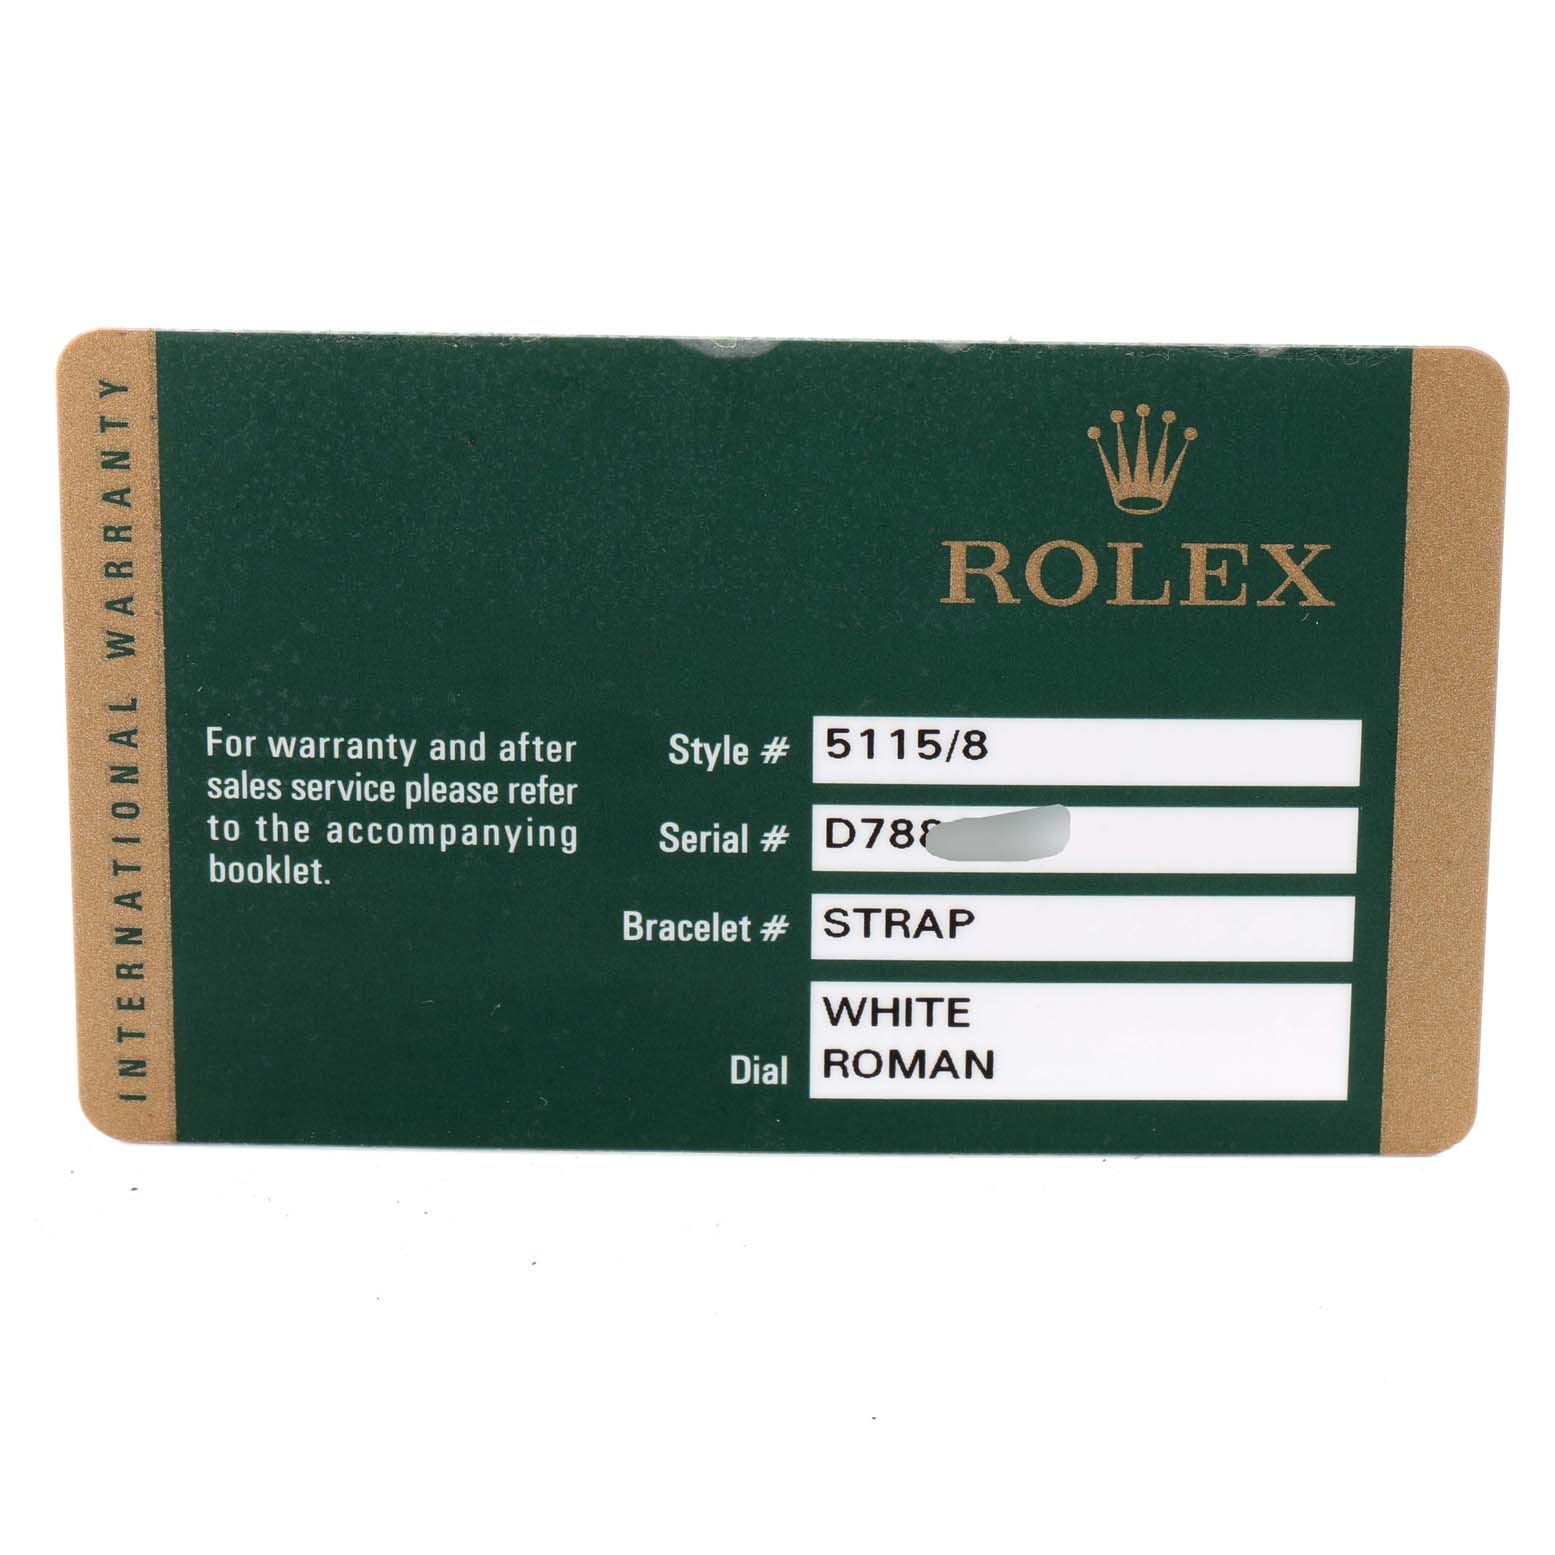 INTERNATIONAL WARRANTY
ROLEX
For warranty and after
sales service please refer
to the accompanying
booklet.
Style # 5115/8
Serial # D788
Bracelet # STRAP
Dial WHITE
ROMAN